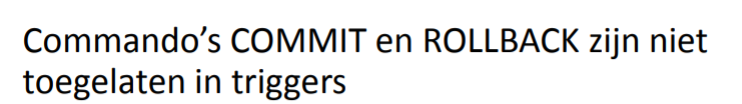 Commando’s COMMIT en ROLLBACK zijn niet
toegelaten in triggers